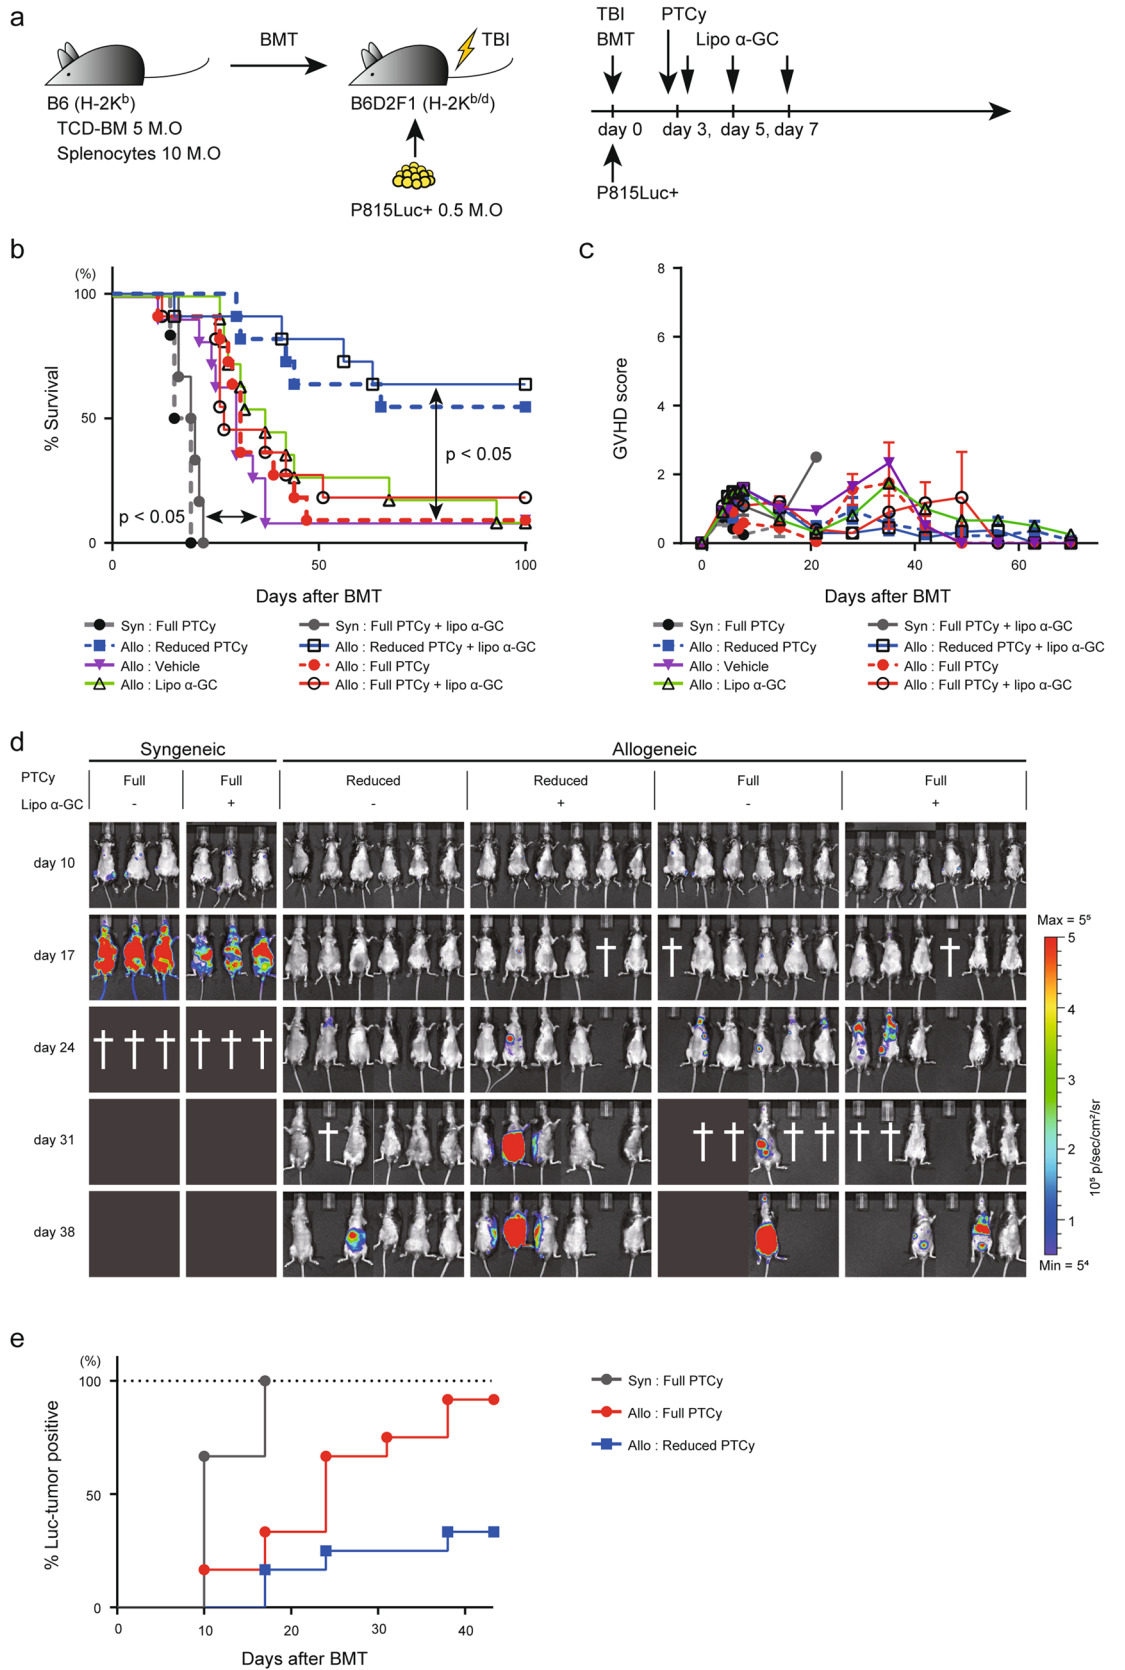 a
BMT
TBI
B6 (H-2Kb)
TCD-BM 5 M.O
Splenocytes 10 M.O
B6D2F1 (H-2Kb/d)
P815Luc+ 0.5 M.O
TBI PTCy
BMT Lipo α-GC
day 0 day 3, day 5, day 7
P815Luc+
b
(%)
100
50
0
% Survival
p < 0.05
p < 0.05
0 50 100
Days after BMT
Syn : Full PTCy
Syn : Full PTCy + lipo α-GC
Allo : Reduced PTCy
Allo : Reduced PTCy + lipo α-GC
Allo : Vehicle
Allo : Full PTCy
Allo : Lipo α-GC
Allo : Full PTCy + lipo α-GC
c
8
6
4
2
0
GVHD score
0 20 40 60
Days after BMT
Syn : Full PTCy
Syn : Full PTCy + lipo α-GC
Allo : Reduced PTCy
Allo : Reduced PTCy + lipo α-GC
Allo : Vehicle
Allo : Full PTCy
Allo : Lipo α-GC
Allo : Full PTCy + lipo α-GC
d
Syngeneic Allogeneic
PTCy Full Full Reduced Reduced Full Full
Lipo α-GC - + - + - +
day 10
day 17
day 24
day 31
day 38
Max = 5⁵
5
4
3
2
1
Min = 5⁴
10⁵ p/sec/cm²/sr
e
(%)
100
50
0
% Luc-tumor positive
0 10 20 30 40
Days after BMT
Syn : Full PTCy
Allo : Full PTCy
Allo : Reduced PTCy